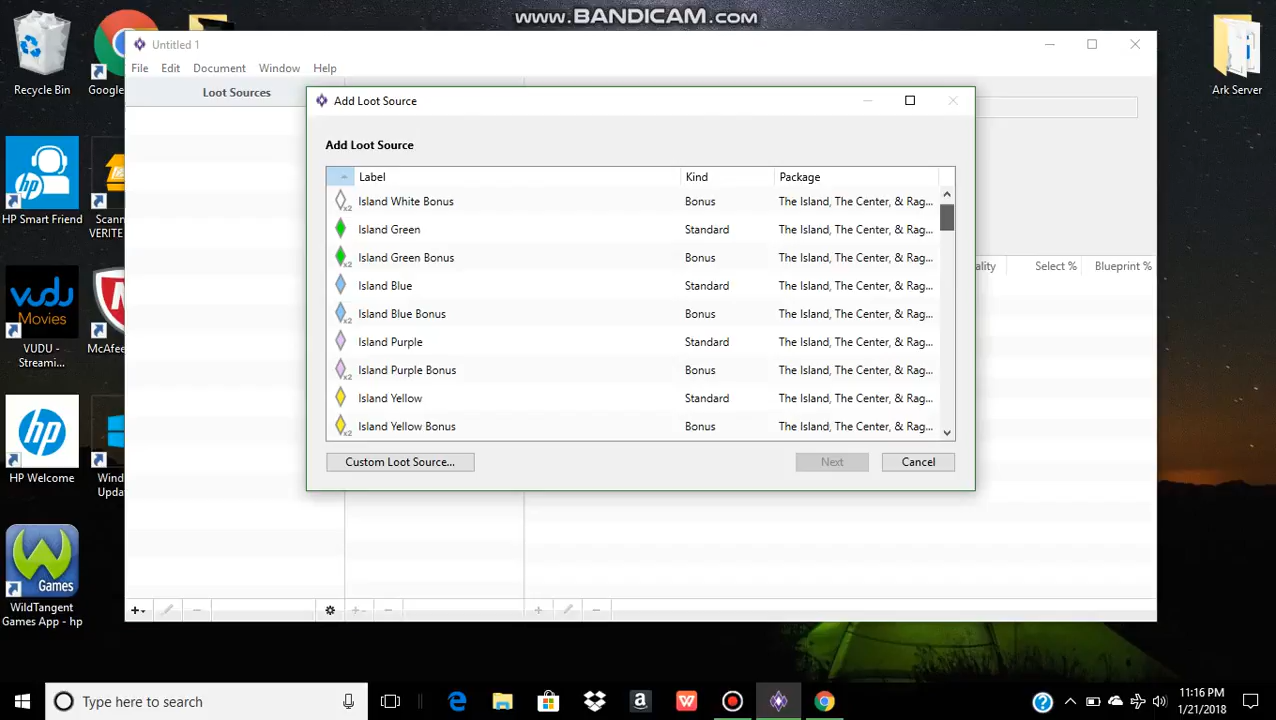 www.BANDICAM.com
Recycle Bin
Google
Ark Server
HP Smart Friend
Scann
VERITE
VUDU
Movies
VUDU -
Streami...
McAfee
HP Welcome
Wind
Updat
WildTangent
Games App - hp
Games
Untitled 1
File Edit Document Window Help
Loot Sources
ality Select % Blueprint %
Add Loot Source
Add Loot Source
Label Kind Package
Island White Bonus Bonus The Island, The Center, & Rag...
Island Green Standard The Island, The Center, & Rag...
Island Green Bonus Bonus The Island, The Center, & Rag...
Island Blue Standard The Island, The Center, & Rag...
Island Blue Bonus Bonus The Island, The Center, & Rag...
Island Purple Standard The Island, The Center, & Rag...
Island Purple Bonus Bonus The Island, The Center, & Rag...
Island Yellow Standard The Island, The Center, & Rag...
Island Yellow Bonus Bonus The Island, The Center, & Rag...
Custom Loot Source... Next Cancel
Type here to search
11:16 PM
1/21/2018